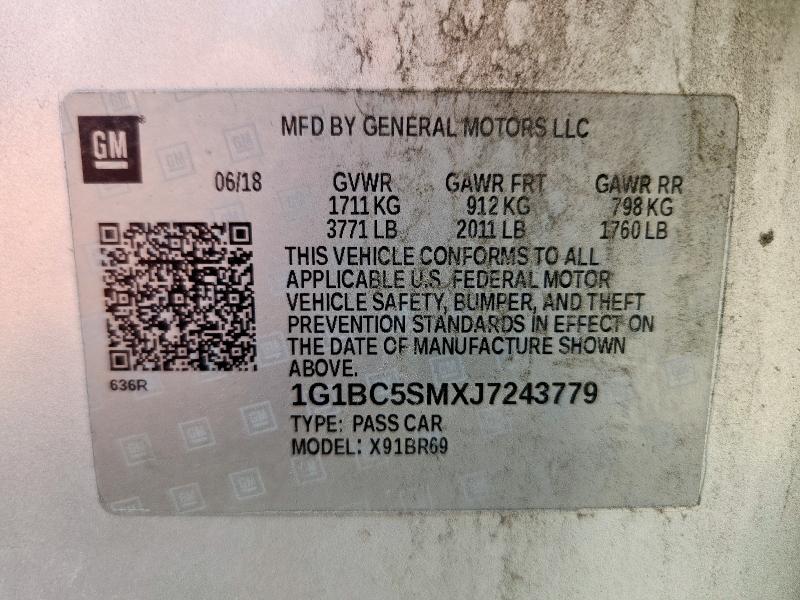 GM
MFD BY GENERAL MOTORS LLC
06/18 GVWR GAWR FRT GAWR RR
1711 KG 912 KG 798 KG
3771 LB 2011 LB 1760 LB
THIS VEHICLE CONFORMS TO ALL
APPLICABLE U.S. FEDERAL MOTOR
VEHICLE SAFETY, BUMPER, AND THEFT
PREVENTION STANDARDS IN EFFECT ON
THE DATE OF MANUFACTURE SHOWN
ABOVE.
636R
1G1BC5SMXJ7243779
TYPE: PASS CAR
MODEL: X91BR69